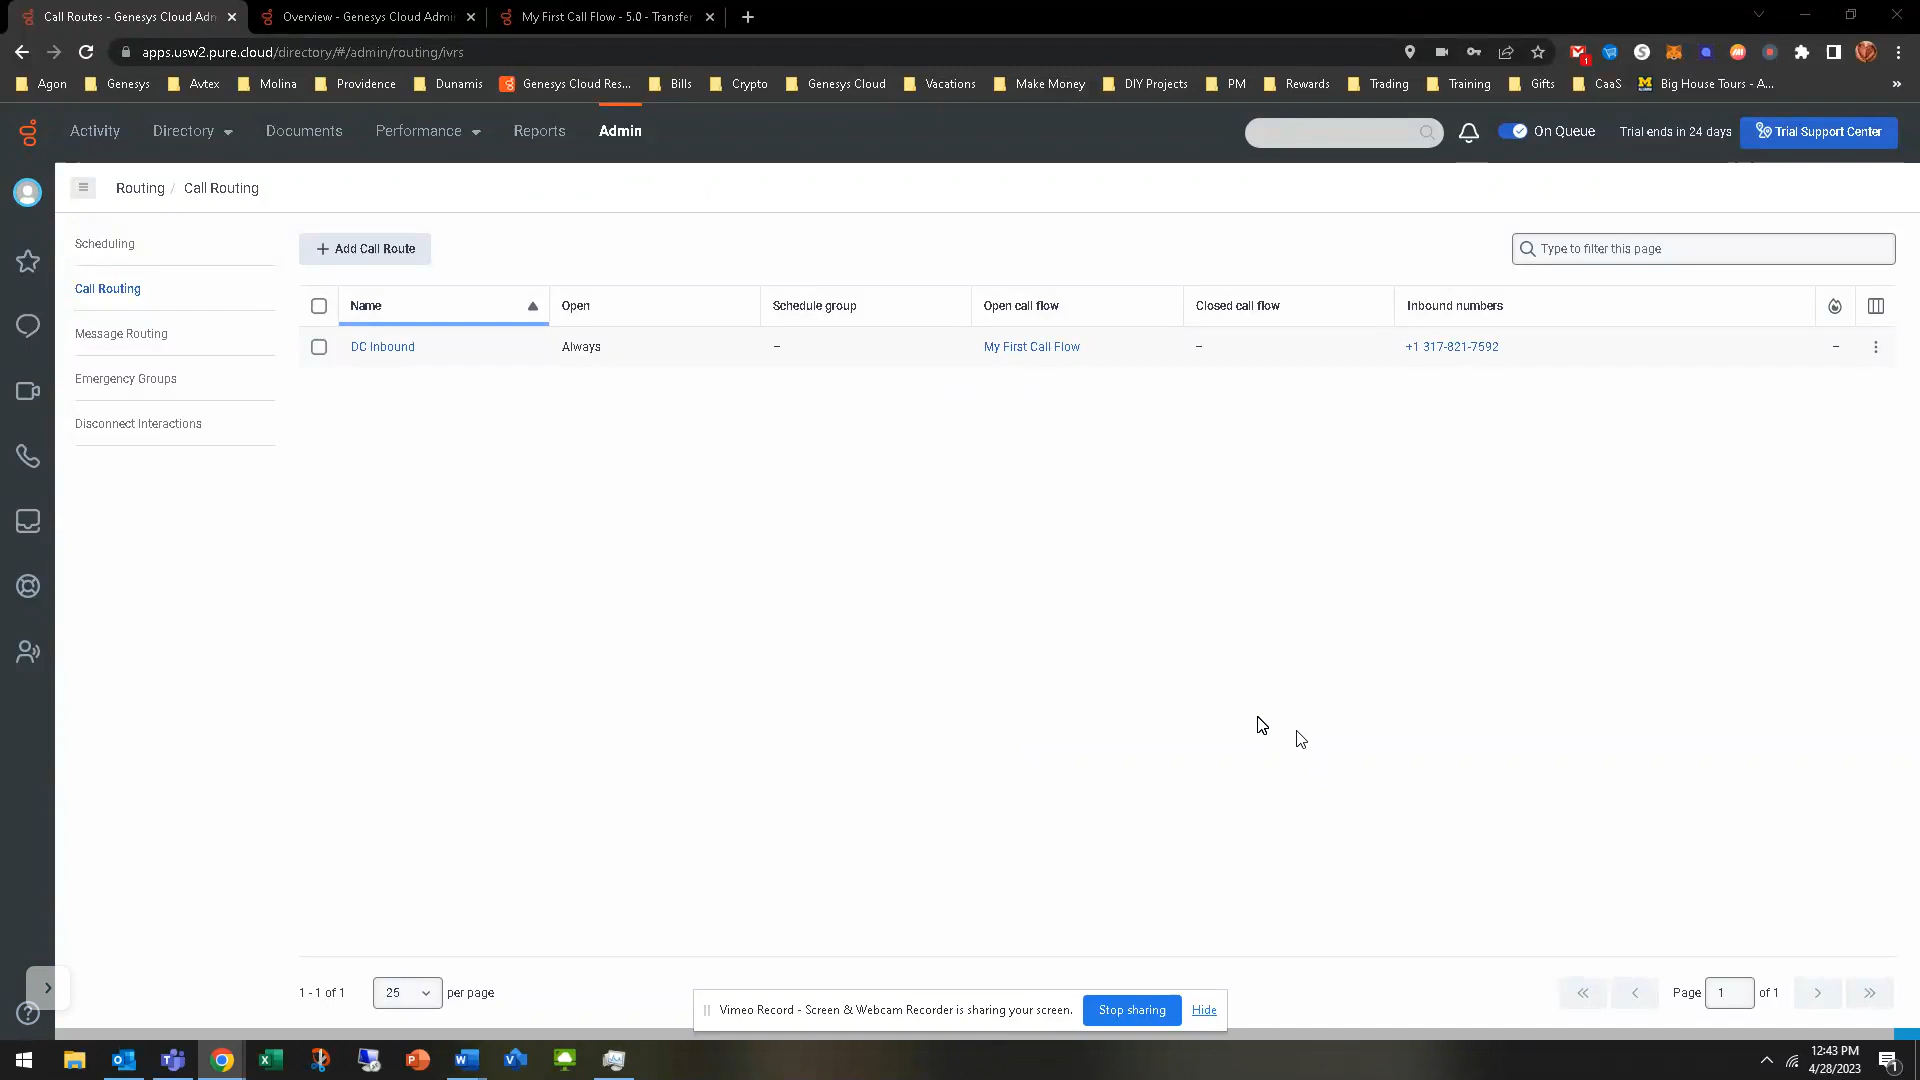 Call Routes - Genesys Cloud Adm
Overview - Genesys Cloud Admi
My First Call Flow - 5.0 - Transfer
apps.usw2.pure.cloud/directory/#/admin/routing/ivrs
1
Agon
Genesys
Avtex
Molina
Providence
Dunamis
Genesys Cloud Res...
Bills
Crypto
Genesys Cloud
Vacations
Make Money
DIY Projects
PM
Rewards
Trading
Training
Gifts
CaaS
Big House Tours - A...
»
Activity
Directory
Documents
Performance
Reports
Admin
On Queue
Trial ends in 24 days
Trial Support Center
Routing / Call Routing
Scheduling
Call Routing
Message Routing
Emergency Groups
Disconnect Interactions
+ Add Call Route
Type to filter this page
Name
Open
Schedule group
Open call flow
Closed call flow
Inbound numbers
DC Inbound
Always
–
My First Call Flow
–
+1 317-821-7592
–
1 - 1 of 1
25
per page
Page
1
of 1
Vimeo Record - Screen & Webcam Recorder is sharing your screen.
Stop sharing
Hide
12:43 PM
4/28/2023
1